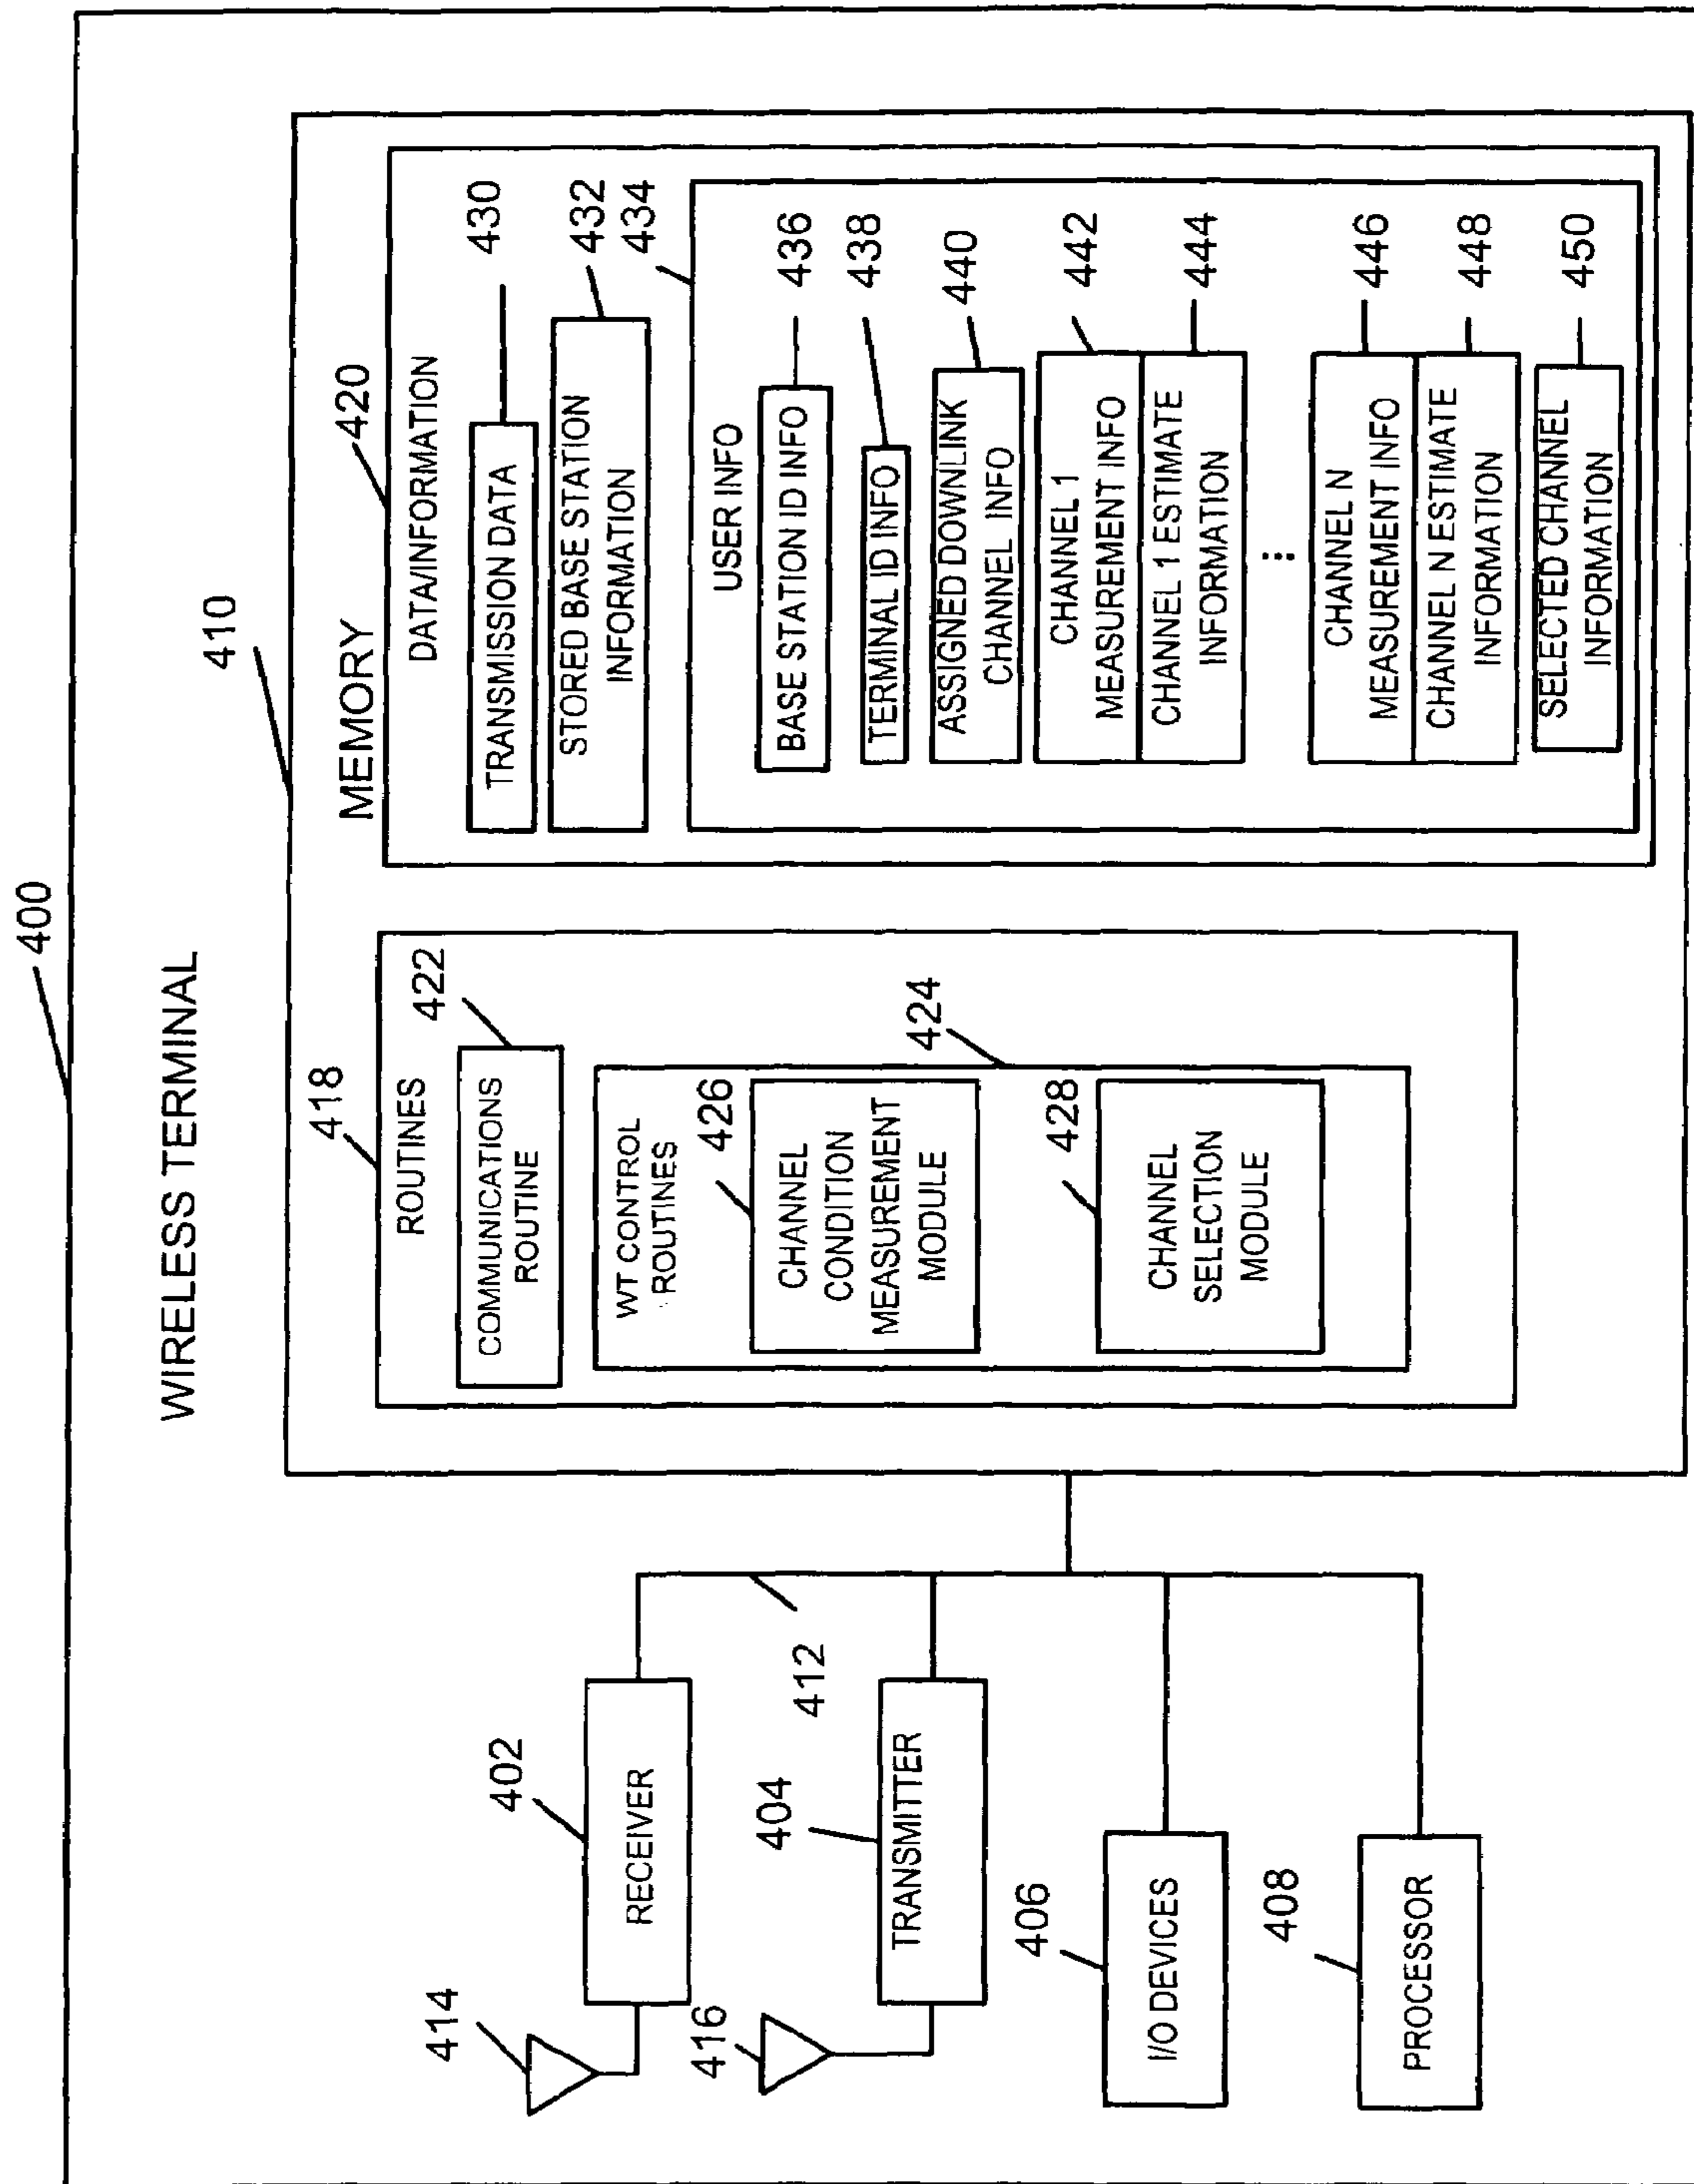 400
WIRELESS TERMINAL
410
MEMORY
418
ROUTINES
422
COMMUNICATIONS
ROUTINE
424
WT CONTROL
ROUTINES
426
CHANNEL
CONDITION
MEASUREMENT
MODULE
428
CHANNEL
SELECTION
MODULE
420
DATA/INFORMATION
TRANSMISSION DATA
430
STORED BASE STATION
INFORMATION
432
434
USER INFO
BASE STATION ID INFO
436
TERMINAL ID INFO
438
ASSIGNED DOWNLINK
CHANNEL INFO
440
CHANNEL 1
MEASUREMENT INFO
442
CHANNEL 1 ESTIMATE
INFORMATION
444
...
CHANNEL N
MEASUREMENT INFO
446
CHANNEL N ESTIMATE
INFORMATION
448
SELECTED CHANNEL
INFORMATION
450
414
402
RECEIVER
412
416
404
TRANSMITTER
406
I/O DEVICES
408
PROCESSOR